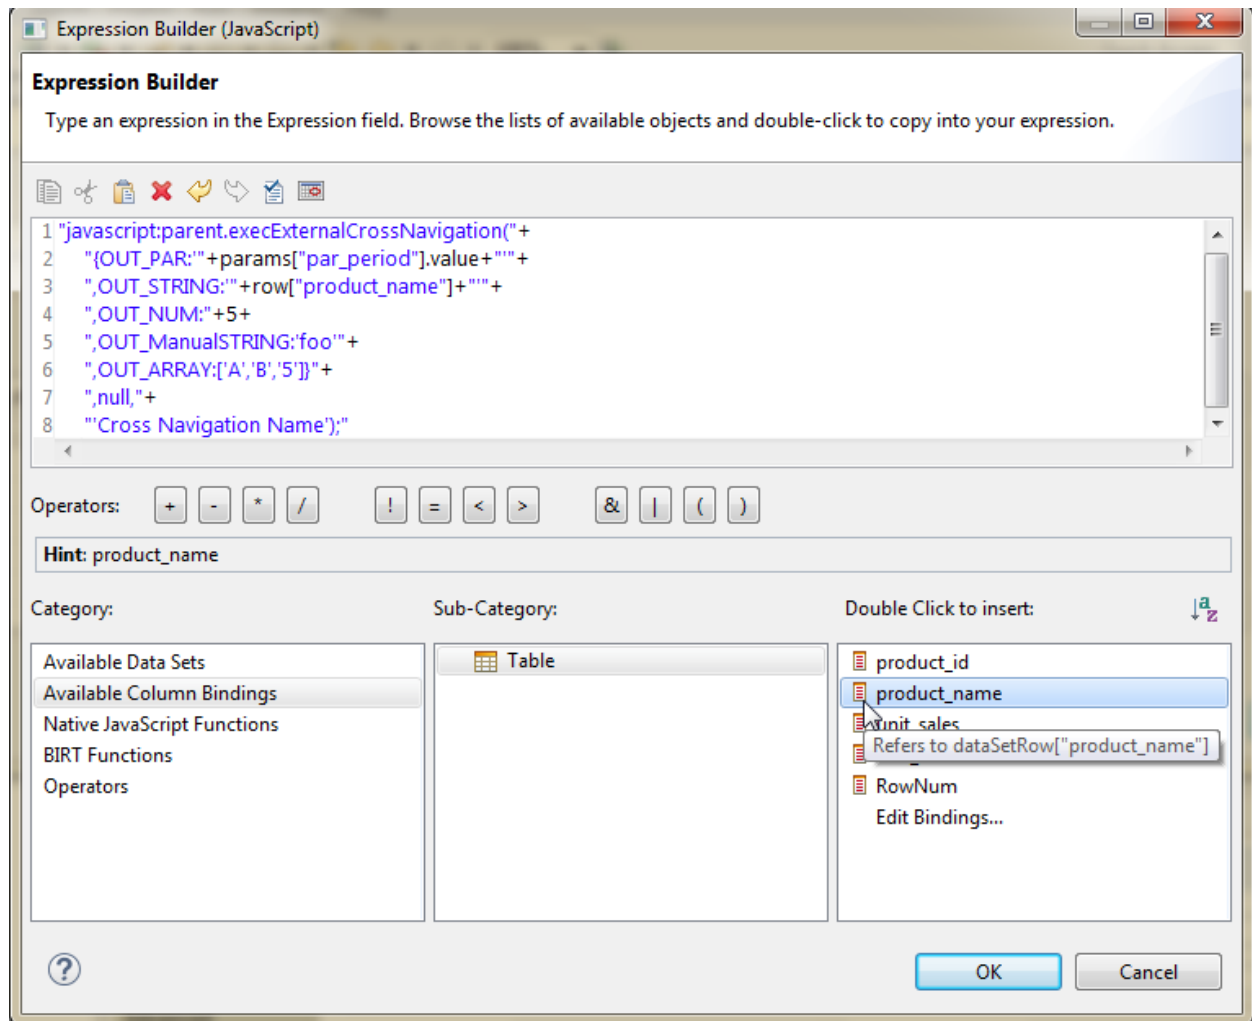 Expression Builder (JavaScript)
Expression Builder
Type an expression in the Expression field. Browse the lists of available objects and double-click to copy into your expression.
1 "javascript:parent.execExternalCrossNavigation("+
2 "{OUT_PAR:'"+params["par_period"].value+"'"+
3 ",OUT_STRING:'"+row["product_name"]+"'"+
4 ",OUT_NUM:"+5+
5 ",OUT_ManualSTRING:'foo'"+
6 ",OUT_ARRAY:['A','B','5']}"+
7 ",null,"+
8 "'Cross Navigation Name');"
Operators: + - * / ! = < > & | ( )
Hint: product_name
Category: Sub-Category: Double Click to insert:
Available Data Sets Table product_id
Available Column Bindings product_name
Native JavaScript Functions unit_sales
BIRT Functions Refers to dataSetRow["product_name"]
Operators RowNum
Edit Bindings...
OK Cancel